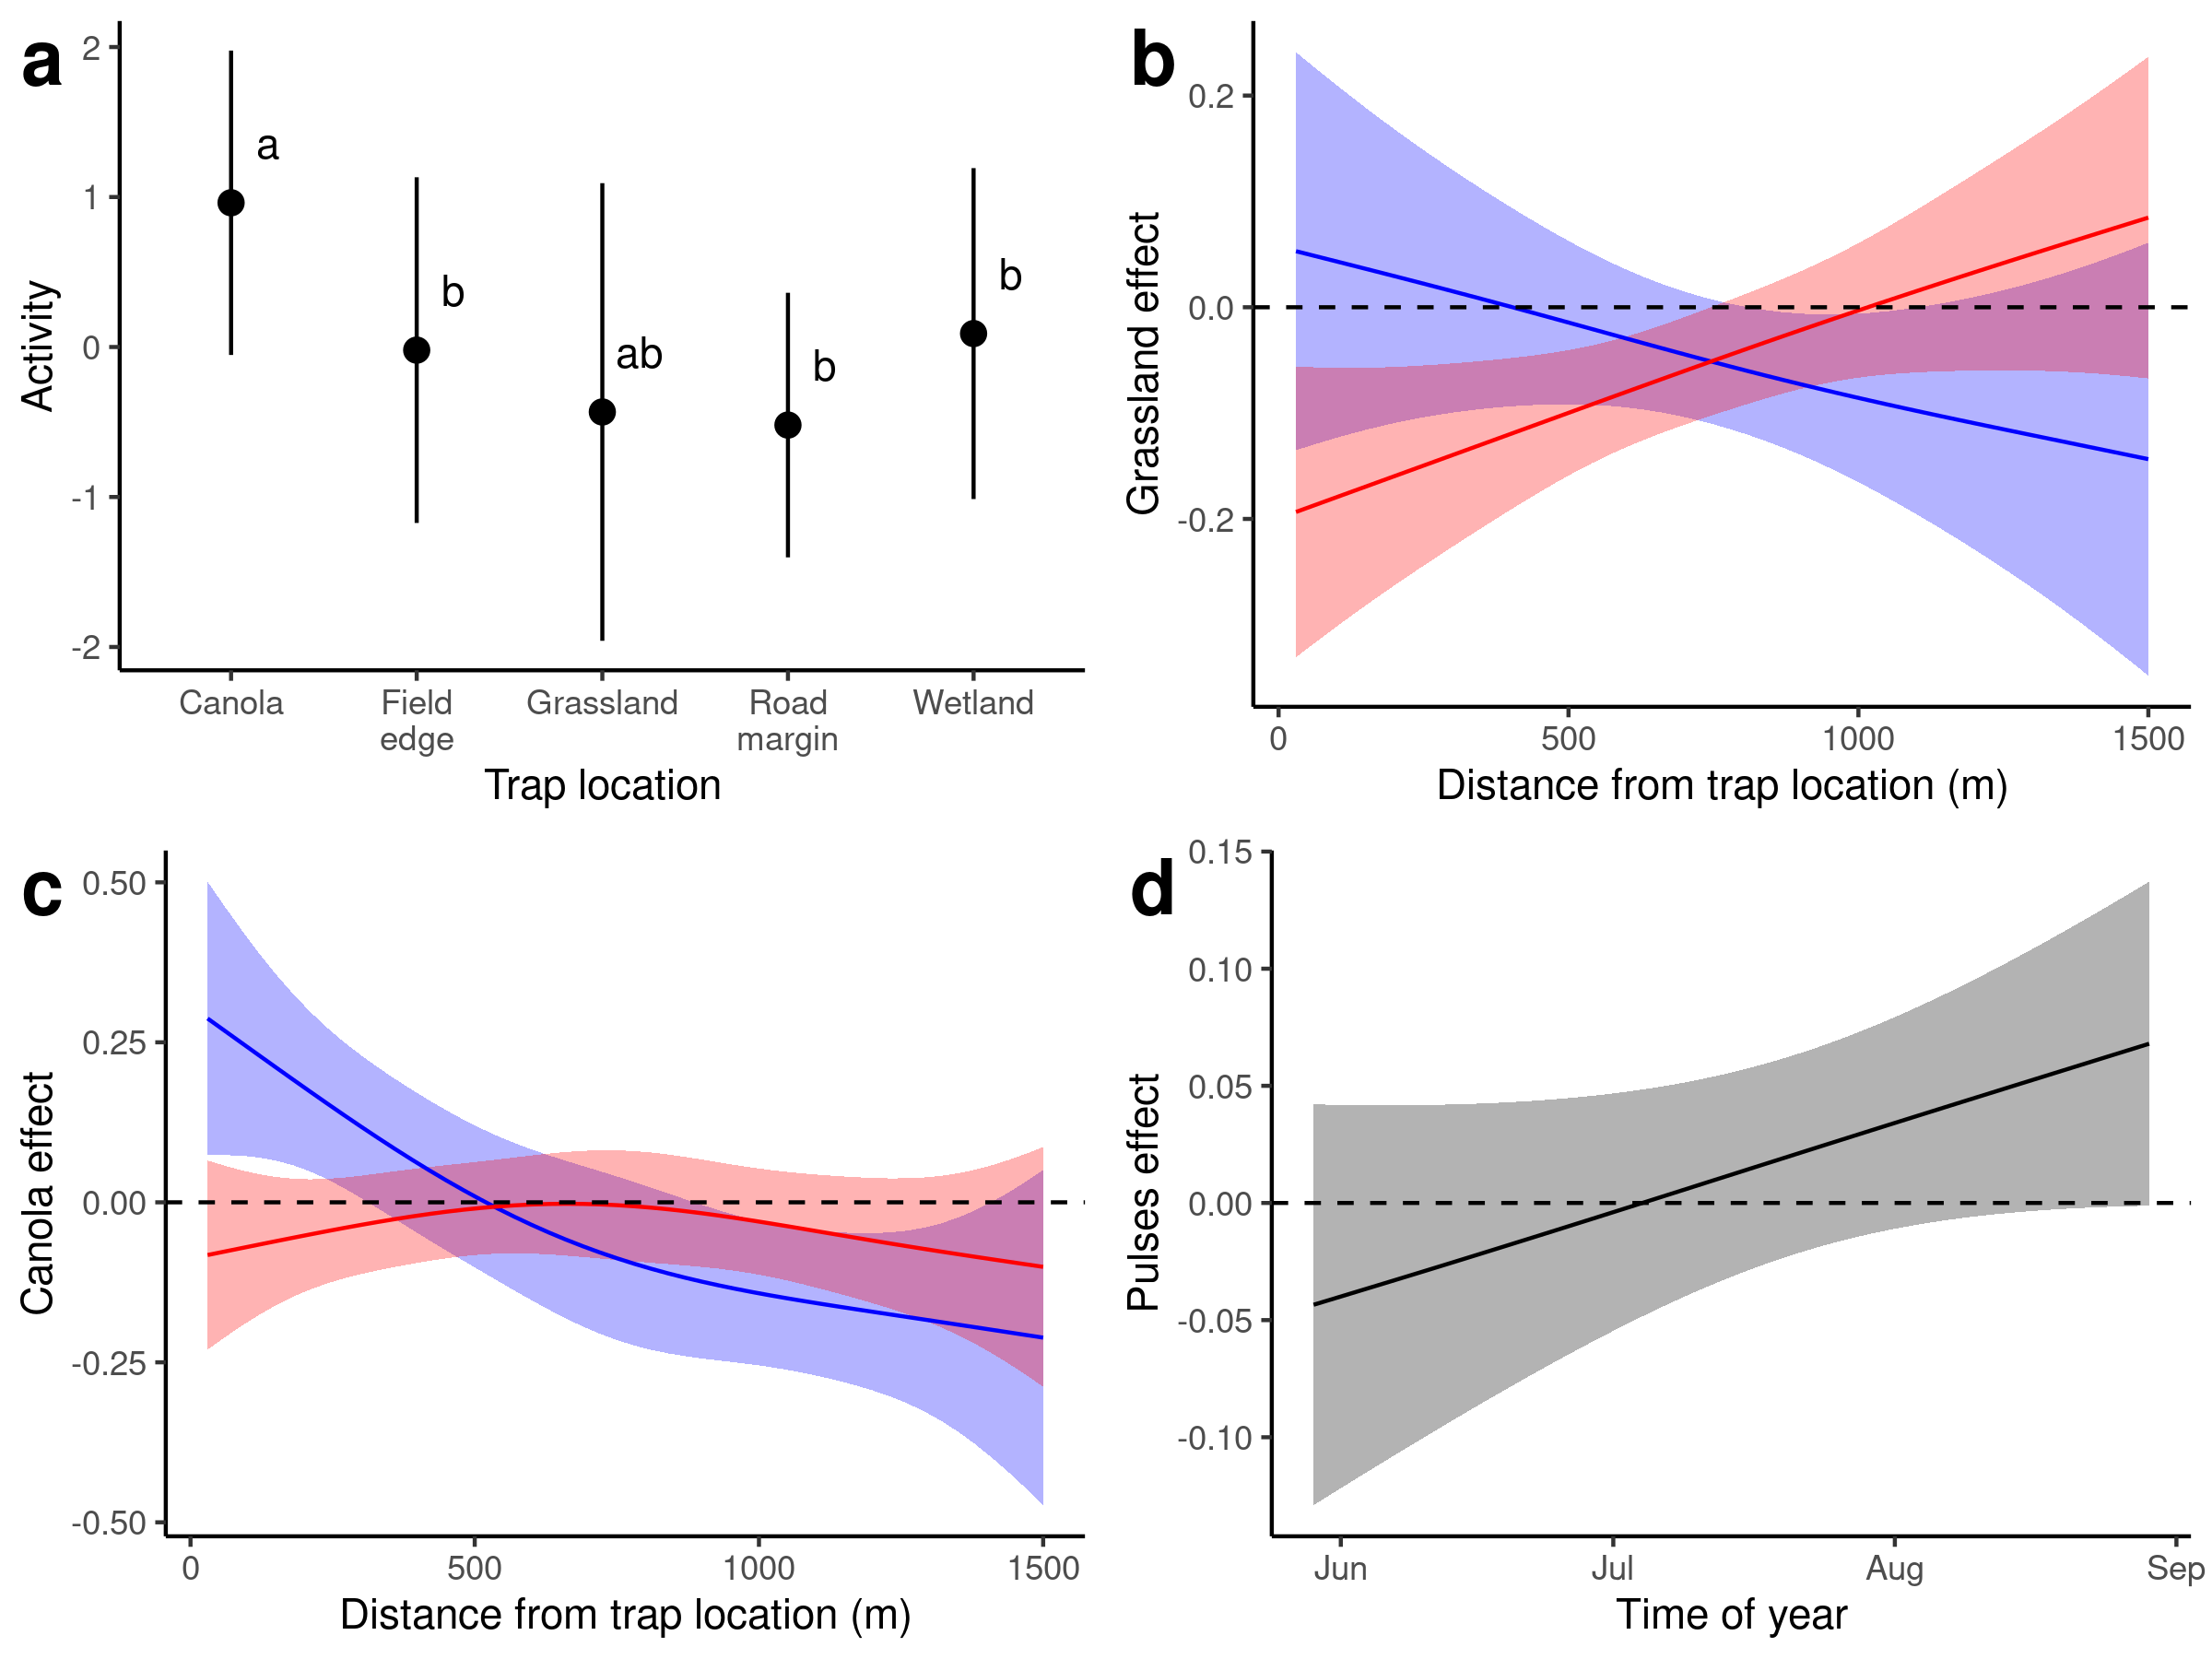 a
2
1
0
-1
-2
Activity
a
b
ab
b
b
Canola
Field
edge
Grassland
Road
margin
Wetland
Trap location
b
0.2
0.0
-0.2
Grassland effect
0
500
1000
1500
Distance from trap location (m)
c
0.50
0.25
0.00
-0.25
-0.50
Canola effect
0
500
1000
1500
Distance from trap location (m)
d
0.15
0.10
0.05
0.00
-0.05
-0.10
Pulses effect
Jun
Jul
Aug
Sep
Time of year